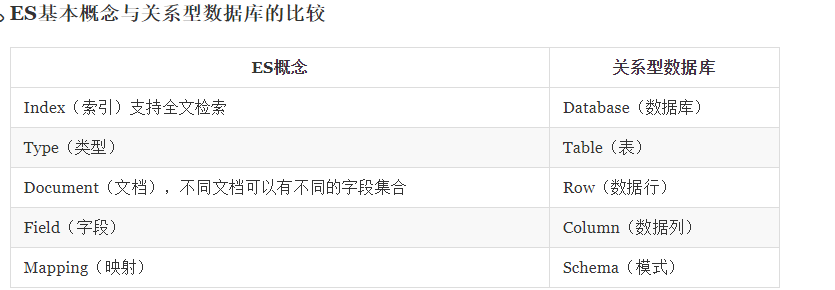 ES基本概念与关系型数据库的比较
ES概念 关系型数据库
Index（索引）支持全文检索 Database（数据库）
Type（类型） Table（表）
Document（文档），不同文档可以有不同的字段集合 Row（数据行）
Field（字段） Column（数据列）
Mapping（映射） Schema（模式）